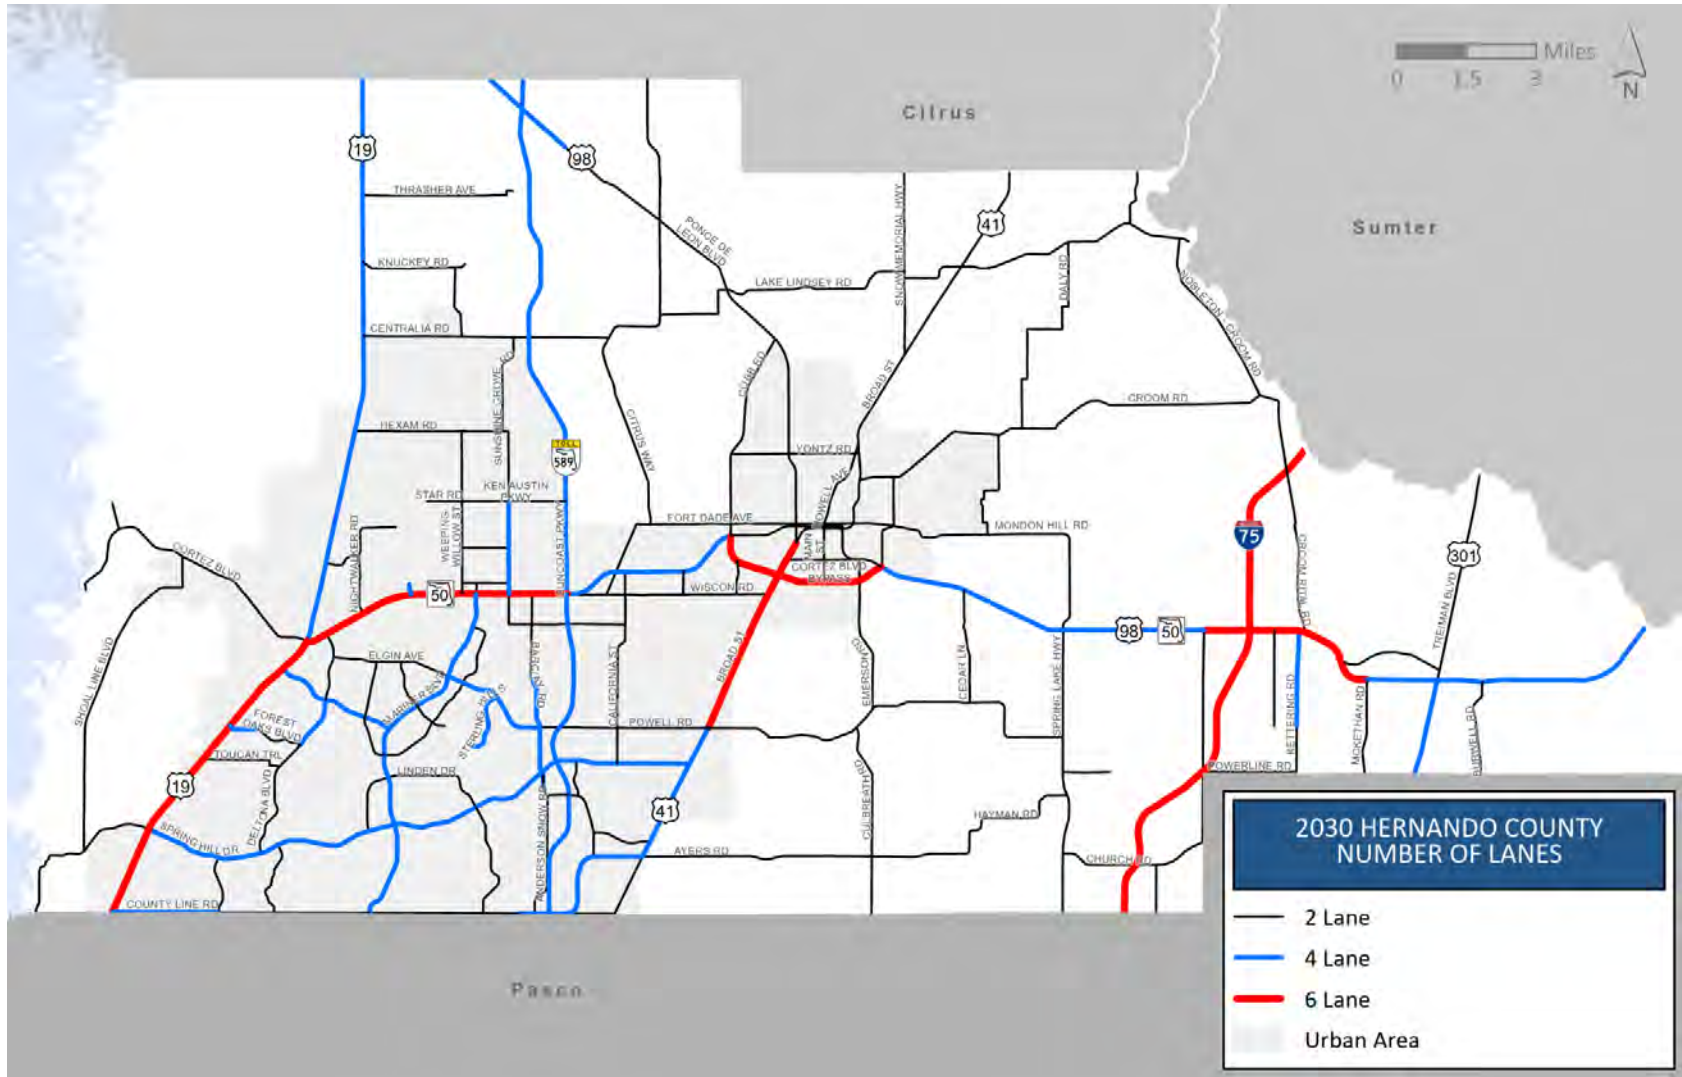 Miles
0 1.5 3
N
Citrus
Sumter
19
98
THRASHER AVE
PONCE DE
LEON BLVD
SNOW MEMORIAL HWY
41
KNUCKEY RD
LAKE LINDSEY RD
DALY RD
NOBLETON - CROOM RD
CENTRALIA RD
SUNSHINE GROVE RD
COBB RD
BROAD ST
CROOM RD
HEXAM RD
CITRUS WAY
TOLL
589
YONTZ RD
STAR RD
KEN AUSTIN
PKWY
HOWELL AVE
WEEPING
WILLOW ST
SUNCOAST PKWY
NIGHTWALKER RD
FORT DADE AVE
MAIN
ST
MONDON HILL RD
75
CROOM RITAL RD
301
CORTEZ BLVD
CORTEZ BLVD
BYPASS
50
WISCON RD
TREIMAN BLVD
98
50
SHOAL LINE BLVD
ELGIN AVE
BARCLAY RD
CALIFORNIA ST
BROAD ST
EMERSON RD
CEDAR LN
SPRING LAKE HWY
KETTERING RD
MCKETHAN RD
BURWELL RD
MARINER BLVD
STERLING HILLS
FOREST
OAKS BLVD
POWELL RD
TOUCAN TRL
LINDEN DR
DELTONA BLVD
CULBREATH RD
POWERLINE RD
19
41
ANDERSON SNOW RD
HAYMAN RD
SPRING HILL DR
AYERS RD
CHURCH RD
COUNTY LINE RD
Pasco
2030 HERNANDO COUNTY
NUMBER OF LANES
2 Lane
4 Lane
6 Lane
Urban Area